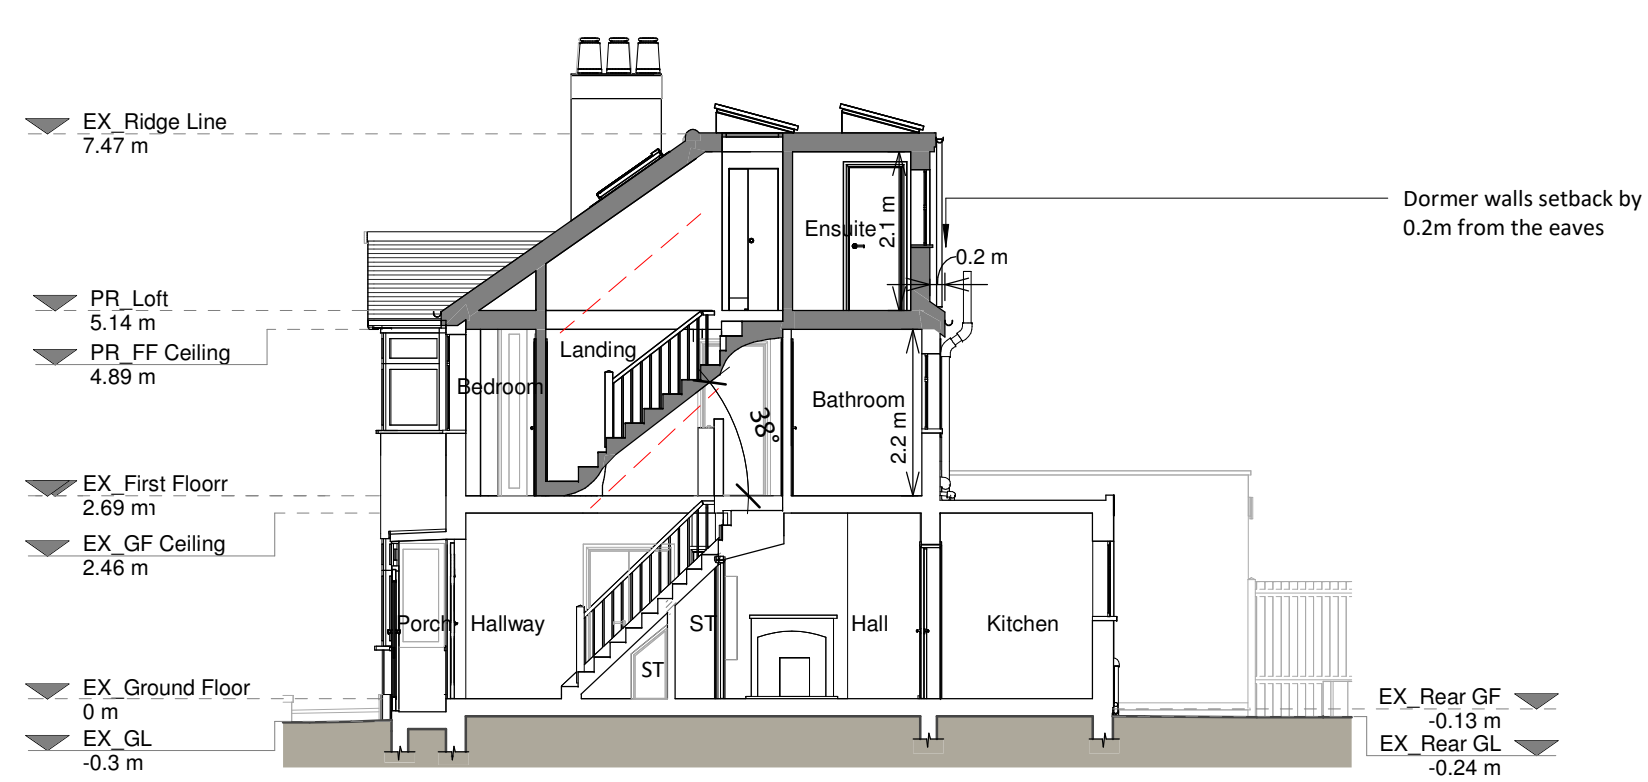 EX_Ridge Line
7.47 m
Dormer walls setback by
0.2m from the eaves
Ensuite
2.1 m
0.2 m
PR_Loft
5.14 m
PR_FF Ceiling
4.89 m
Landing
Bedroom
Bathroom
38°
2.2 m
EX_First Floorr
2.69 mm
EX_GF Ceiling
2.46 m
Porch
Hallway
ST
Hall
Kitchen
ST
EX_Ground Floor
0 m
EX_GL
-0.3 m
EX_Rear GF
-0.13 m
EX_Rear GL
-0.24 m